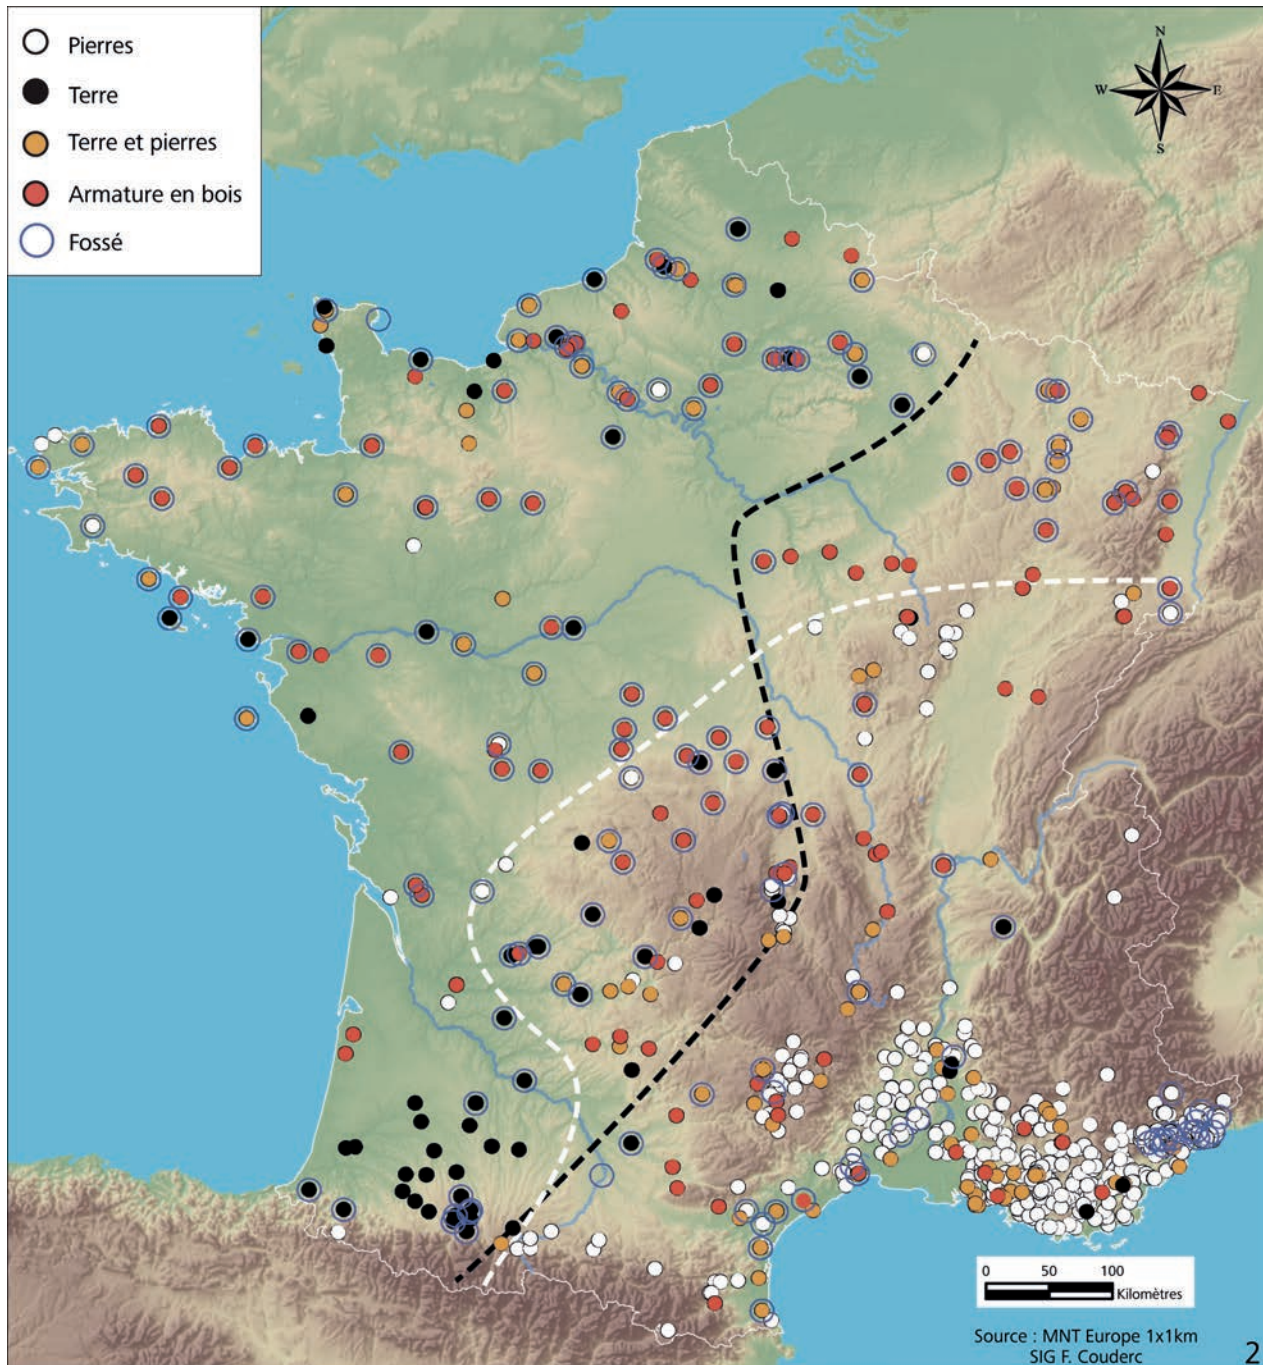 Pierres
Terre
Terre et pierres
Armature en bois
Fossé
N
W
E
S
0
50
100
Kilomètres
Source : MNT Europe 1x1km
SIG F. Couderc
2